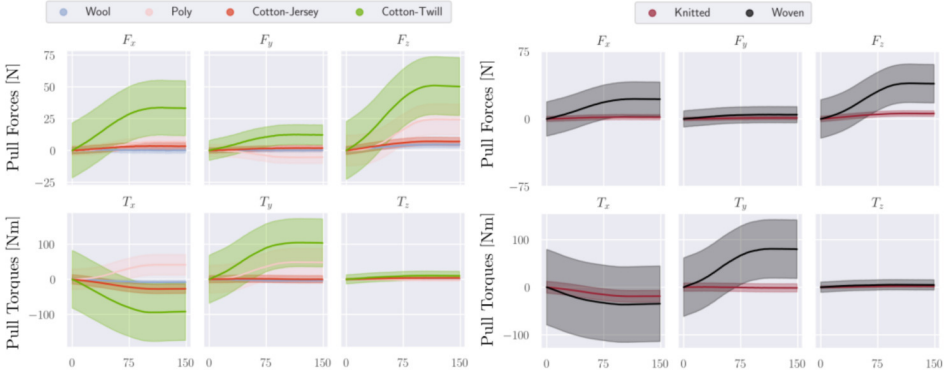 Wool Poly Cotton-Jersey Cotton-Twill
Knitted Woven
F_x F_y F_z
75
50
25
0
−25
Pull Forces [N]
F_x F_y F_z
75
0
−75
Pull Forces [N]
T_x T_y T_z
100
0
−100
Pull Torques [Nm]
0 75 150 0 75 150 0 75 150
T_x T_y T_z
100
0
−100
Pull Torques [Nm]
0 75 150 0 75 150 0 75 150